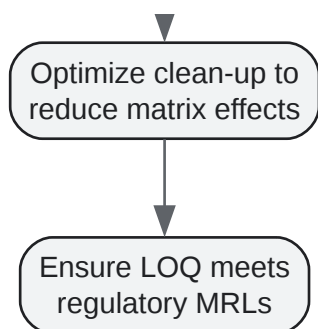 Optimize clean-up to
reduce matrix effects
Ensure LOQ meets
regulatory MRLs